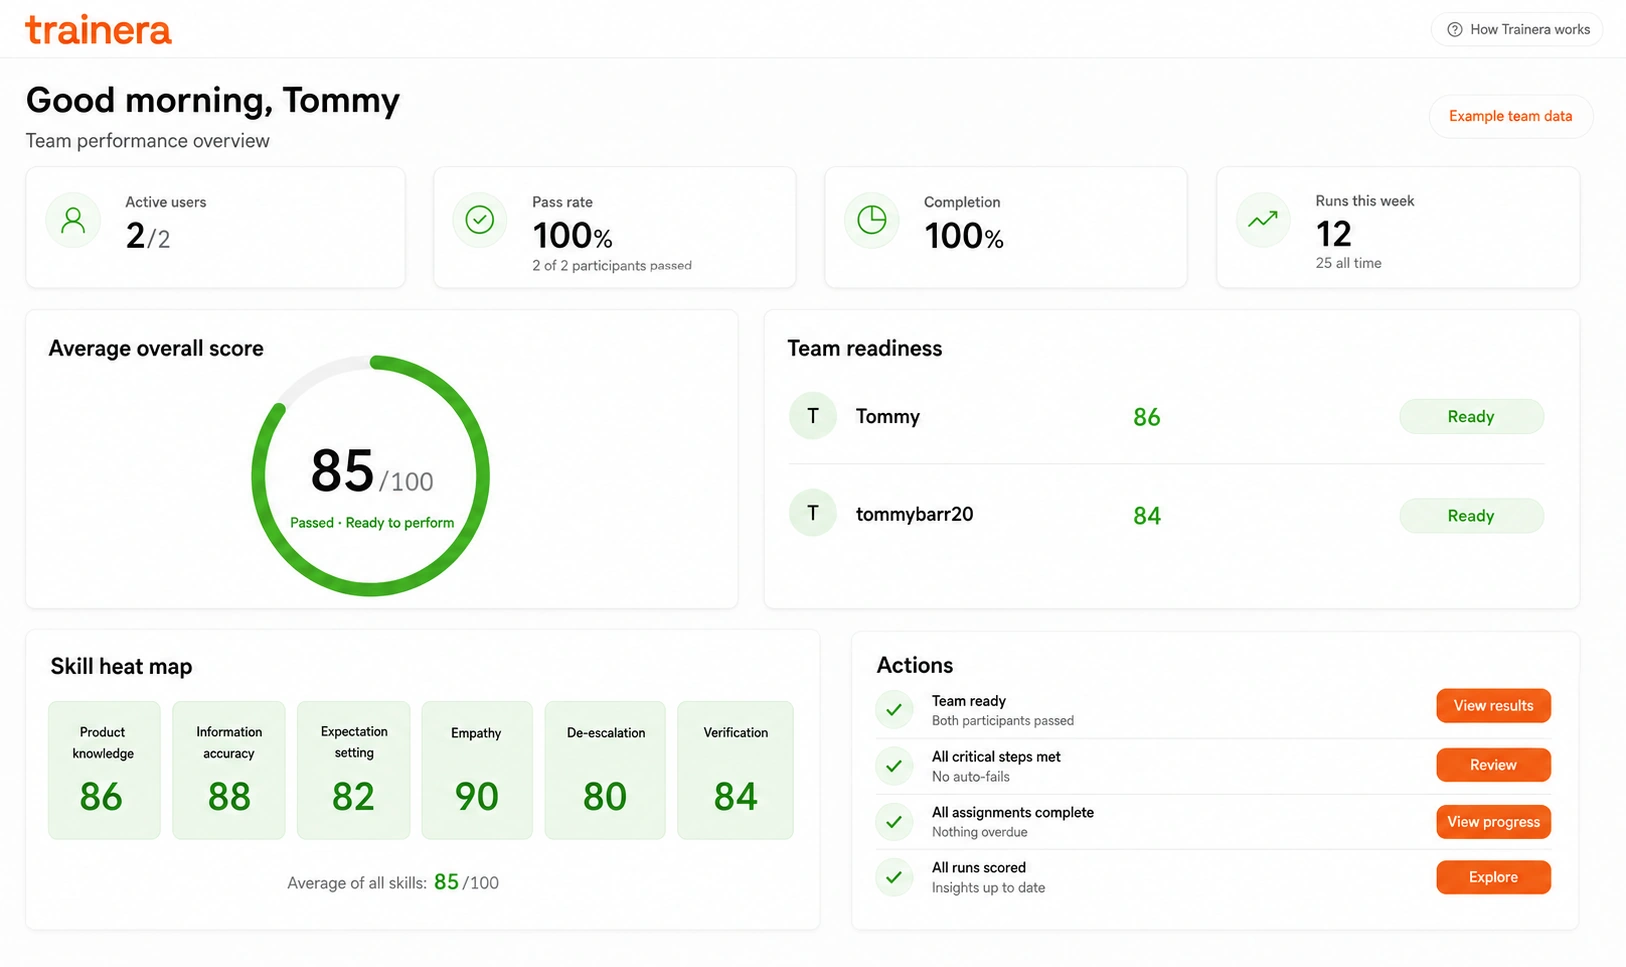 trainera
How Trainera works
Good morning, Tommy
Team performance overview
Example team data
Active users
2/2
Pass rate
100%
2 of 2 participants passed
Completion
100%
Runs this week
12
25 all time
Average overall score
85/100
Passed · Ready to perform
Team readiness
T Tommy 86 Ready
T tommybarr20 84 Ready
Skill heat map
Product
knowledge
86
Information
accuracy
88
Expectation
setting
82
Empathy
90
De-escalation
80
Verification
84
Average of all skills: 85/100
Actions
Team ready
Both participants passed
View results
All critical steps met
No auto-fails
Review
All assignments complete
Nothing overdue
View progress
All runs scored
Insights up to date
Explore